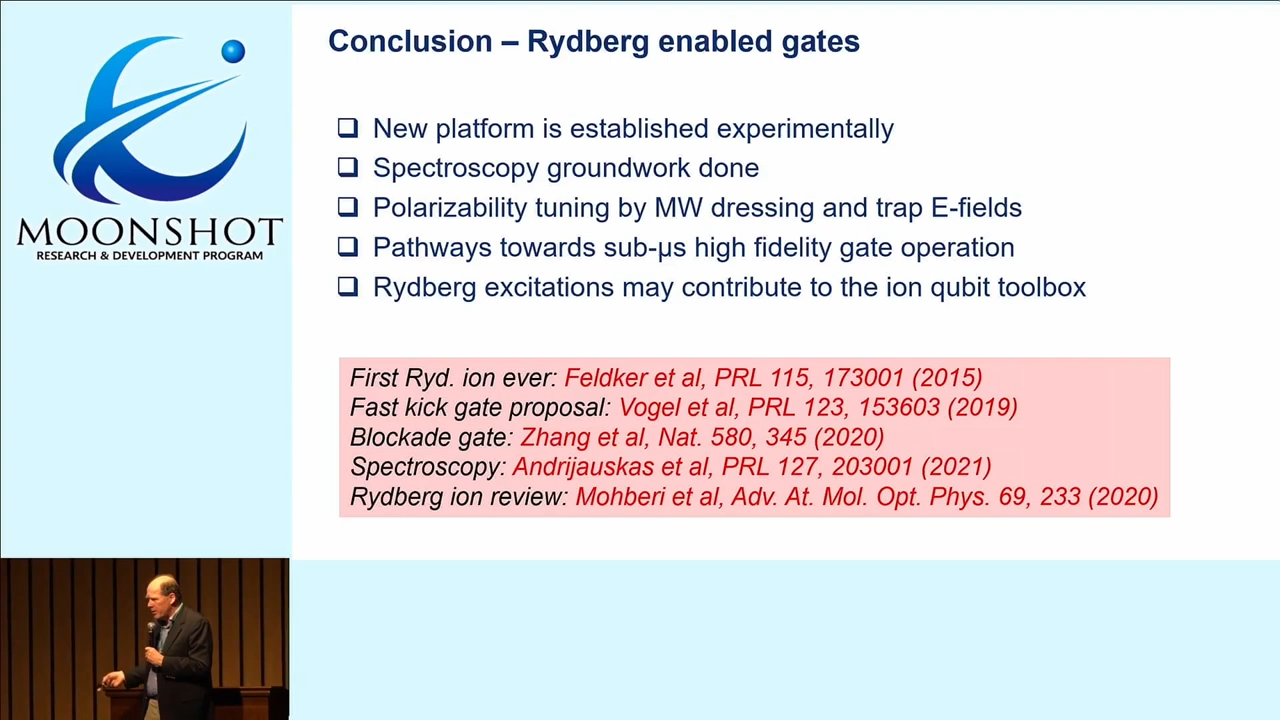 Conclusion – Rydberg enabled gates
New platform is established experimentally
Spectroscopy groundwork done
Polarizability tuning by MW dressing and trap E-fields
Pathways towards sub-µs high fidelity gate operation
Rydberg excitations may contribute to the ion qubit toolbox
First Ryd. ion ever: Feldker et al, PRL 115, 173001 (2015)
Fast kick gate proposal: Vogel et al, PRL 123, 153603 (2019)
Blockade gate: Zhang et al, Nat. 580, 345 (2020)
Spectroscopy: Andrijauskas et al, PRL 127, 203001 (2021)
Rydberg ion review: Mohberi et al, Adv. At. Mol. Opt. Phys. 69, 233 (2020)
MOONSHOT
RESEARCH & DEVELOPMENT PROGRAM